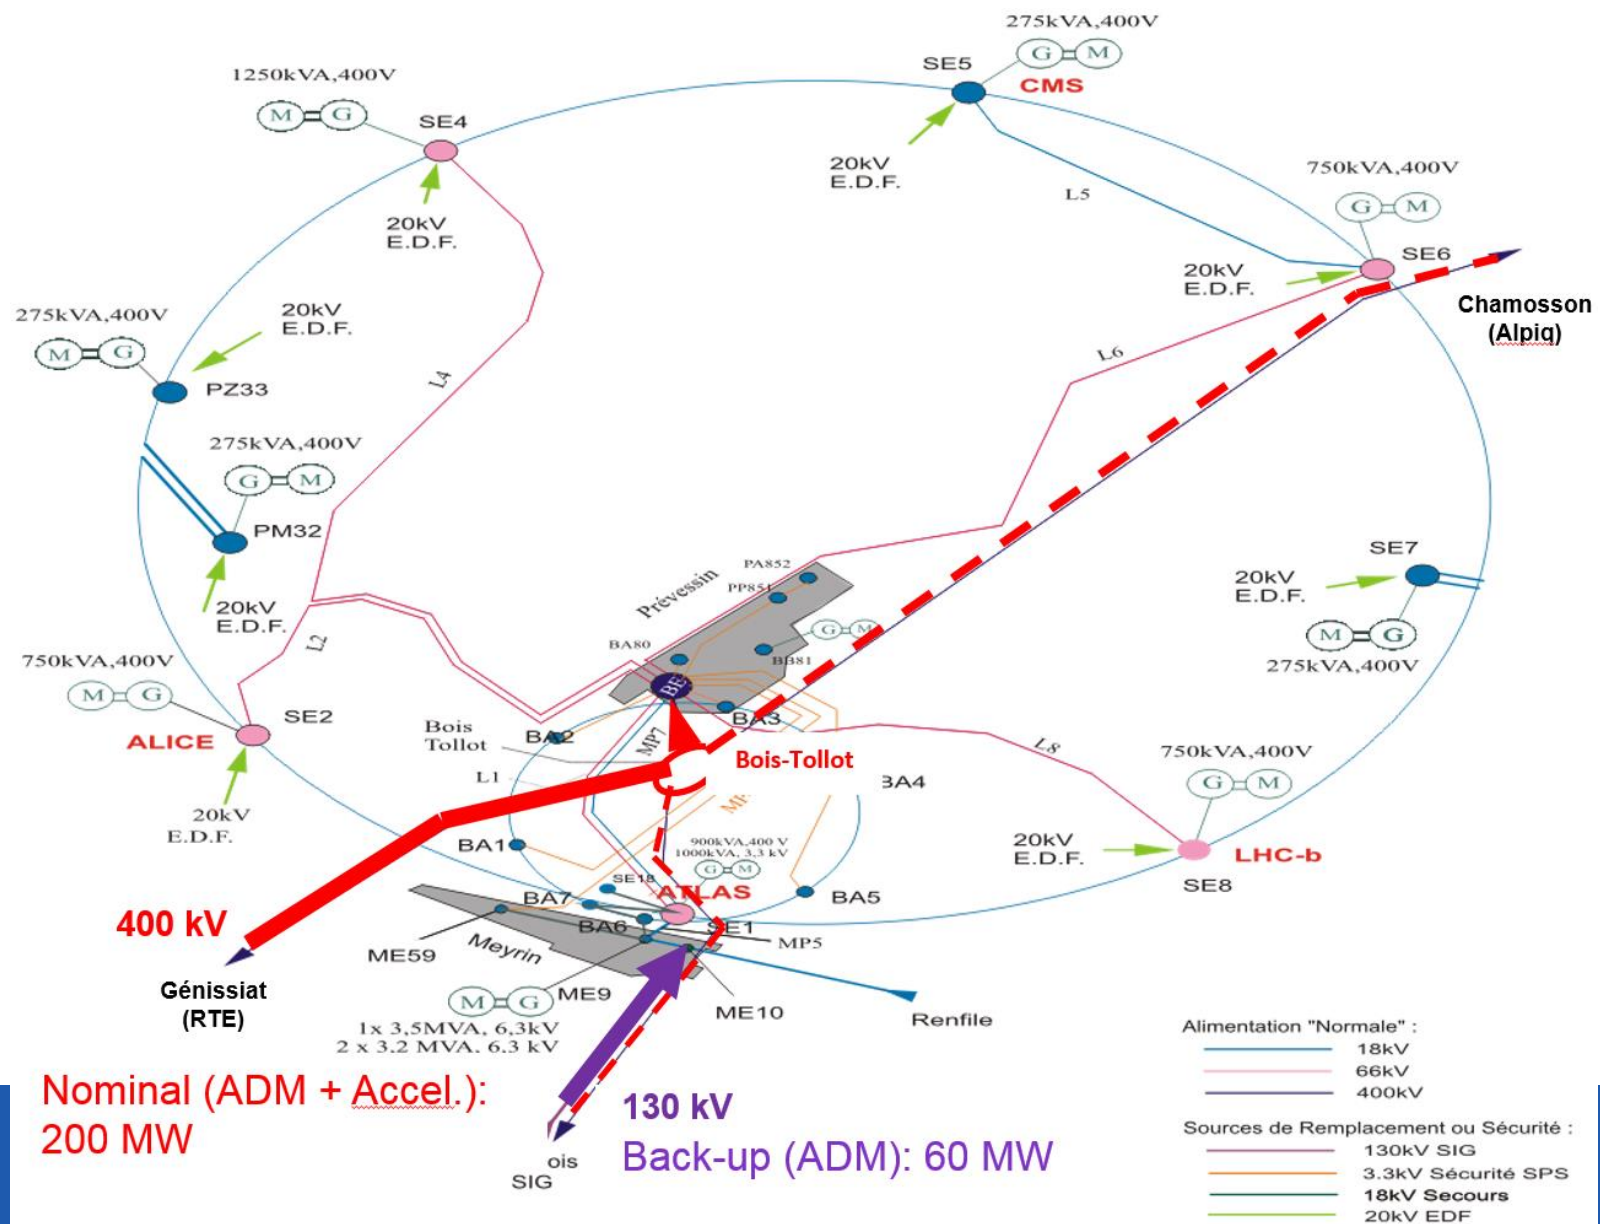 275kVA,400V
G
M
SE5
CMS
1250kVA,400V
M
G
SE4
20kV
E.D.F.
L5
750kVA,400V
G
M
20kV
E.D.F.
SE6
20kV
E.D.F.
Chamosson
(Alpiq)
275kVA,400V
M
G
20kV
E.D.F.
PZ33
L4
L6
275kVA,400V
G
M
PM32
20kV
E.D.F.
PA852
PP851
Prévessin
BA80
G
M
BB81
BE
SE7
20kV
E.D.F.
M
G
275kVA,400V
L2
750kVA,400V
M
G
SE2
ALICE
20kV
E.D.F.
Bois
Tollot
BA2
MP7
BA3
Bois-Tollot
L1
BA4
L8
750kVA,400V
G
M
20kV
E.D.F.
LHC-b
SE8
BA1
900kVA,400 V
1000kVA, 3,3 kV
G
M
SE18
ATLAS
BA7
BA5
BA6
SE1
MP5
ME59
Meyrin
400 kV
Génissiat
(RTE)
M
G
ME9
ME10
Renfile
1x 3,5MVA, 6,3kV
2 x 3.2 MVA. 6.3 kV
Nominal (ADM + Accel.):
200 MW
130 kV
Back-up (ADM): 60 MW
ois
SIG
Alimentation "Normale" :
18kV
66kV
400kV
Sources de Remplacement ou Sécurité :
130kV SIG
3.3kV Sécurité SPS
18kV Secours
20kV EDF